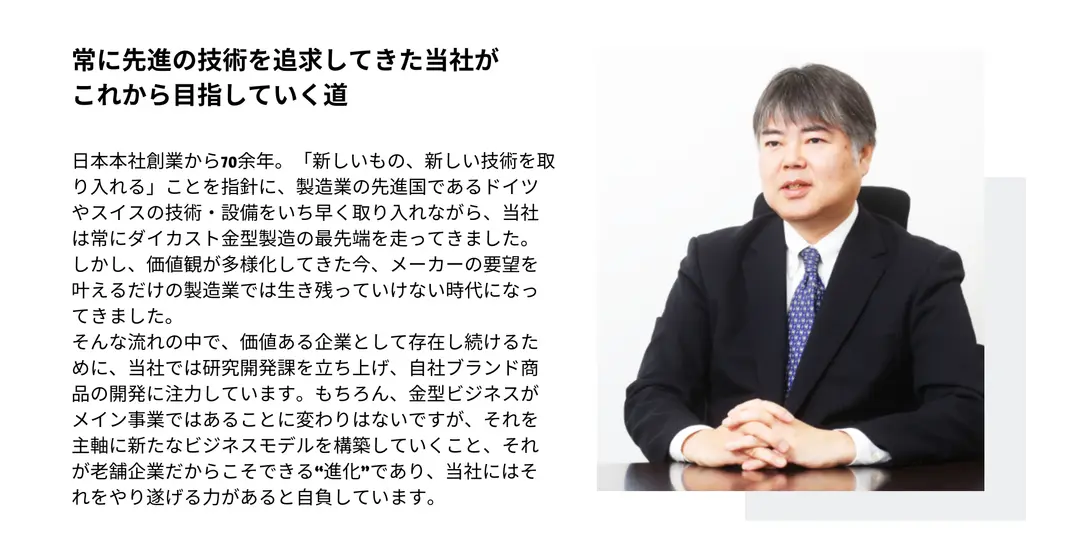 常に先進の技術を追求してきた当社が
これから目指していく道
日本本社創業から70余年。「新しいもの、新しい技術を取
り入れる」ことを指針に、製造業の先進国であるドイツ
やスイスの技術・設備をいち早く取り入れながら、当社
は常にダイカスト金型製造の最先端を走ってきました。
しかし、価値観が多様化してきた今、メーカーの要望を
叶えるだけの製造業では生き残っていけない時代になっ
てきました。
そんな流れの中で、価値ある企業として存在し続けるた
めに、当社では研究開発課を立ち上げ、自社ブランド商
品の開発に注力しています。もちろん、金型ビジネスが
メイン事業ではあることに変わりはないですが、それを
主軸に新たなビジネスモデルを構築していくこと、それ
が老舗企業だからこそできる“進化”であり、当社にはそ
れをやり遂げる力があると自負しています。